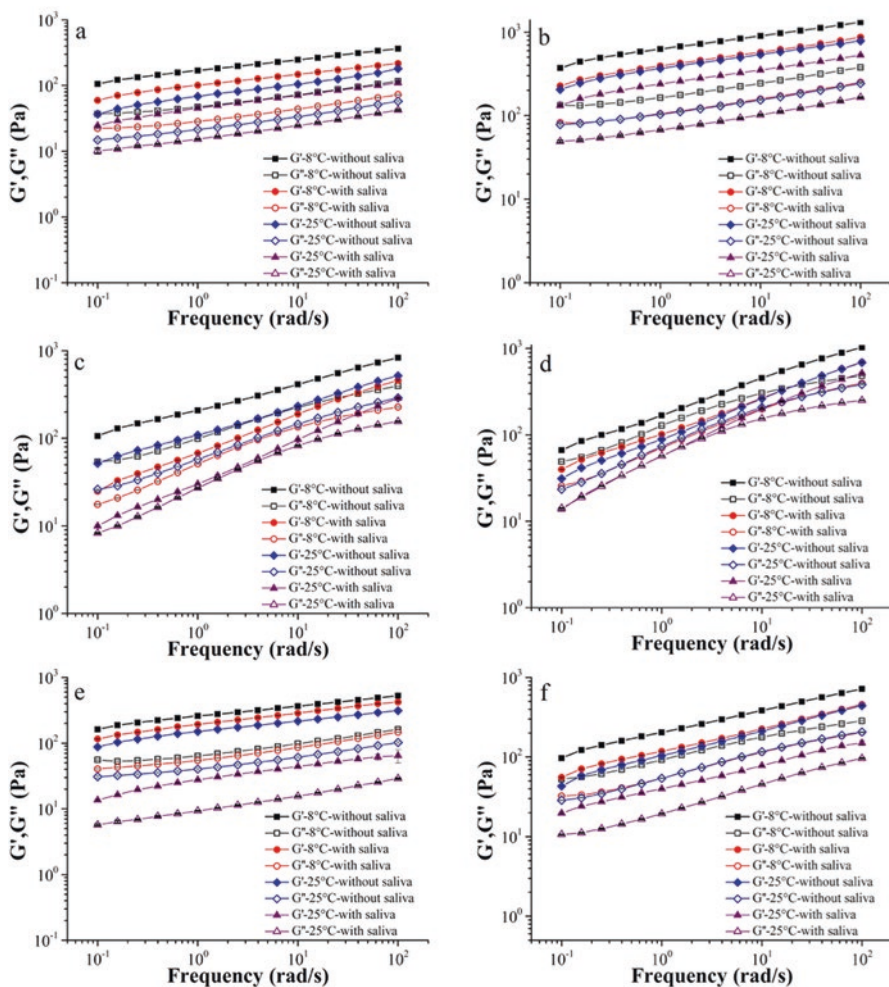 a
10³
10²
10¹
10⁰
10⁻¹
G',G'' (Pa)
G'-8°C-without saliva
G''-8°C-without saliva
G'-8°C-with saliva
G''-8°C-with saliva
G'-25°C-without saliva
G''-25°C-without saliva
G'-25°C-with saliva
G''-25°C-with saliva
10⁻¹ 10⁰ 10¹ 10²
Frequency (rad/s)
b
10³
10²
10¹
10⁰
G',G'' (Pa)
G'-8°C-without saliva
G''-8°C-without saliva
G'-8°C-with saliva
G''-8°C-with saliva
G'-25°C-without saliva
G''-25°C-without saliva
G'-25°C-with saliva
G''-25°C-with saliva
10⁻¹ 10⁰ 10¹ 10²
Frequency (rad/s)
c
10³
10²
10¹
10⁰
G',G'' (Pa)
G'-8°C-without saliva
G''-8°C-without saliva
G'-8°C-with saliva
G''-8°C-with saliva
G'-25°C-without saliva
G''-25°C-without saliva
G'-25°C-with saliva
G''-25°C-with saliva
10⁻¹ 10⁰ 10¹ 10²
Frequency (rad/s)
d
10³
10²
10¹
10⁰
G',G'' (Pa)
G'-8°C-without saliva
G''-8°C-without saliva
G'-8°C-with saliva
G''-8°C-with saliva
G'-25°C-without saliva
G''-25°C-without saliva
G'-25°C-with saliva
G''-25°C-with saliva
10⁻¹ 10⁰ 10¹ 10²
Frequency (rad/s)
e
10³
10²
10¹
10⁰
10⁻¹
G',G'' (Pa)
G'-8°C-without saliva
G''-8°C-without saliva
G'-8°C-with saliva
G''-8°C-with saliva
G'-25°C-without saliva
G''-25°C-without saliva
G'-25°C-with saliva
G''-25°C-with saliva
10⁻¹ 10⁰ 10¹ 10²
Frequency (rad/s)
f
10³
10²
10¹
10⁰
G',G'' (Pa)
G'-8°C-without saliva
G''-8°C-without saliva
G'-8°C-with saliva
G''-8°C-with saliva
G'-25°C-without saliva
G''-25°C-without saliva
G'-25°C-with saliva
G''-25°C-with saliva
10⁻¹ 10⁰ 10¹ 10²
Frequency (rad/s)